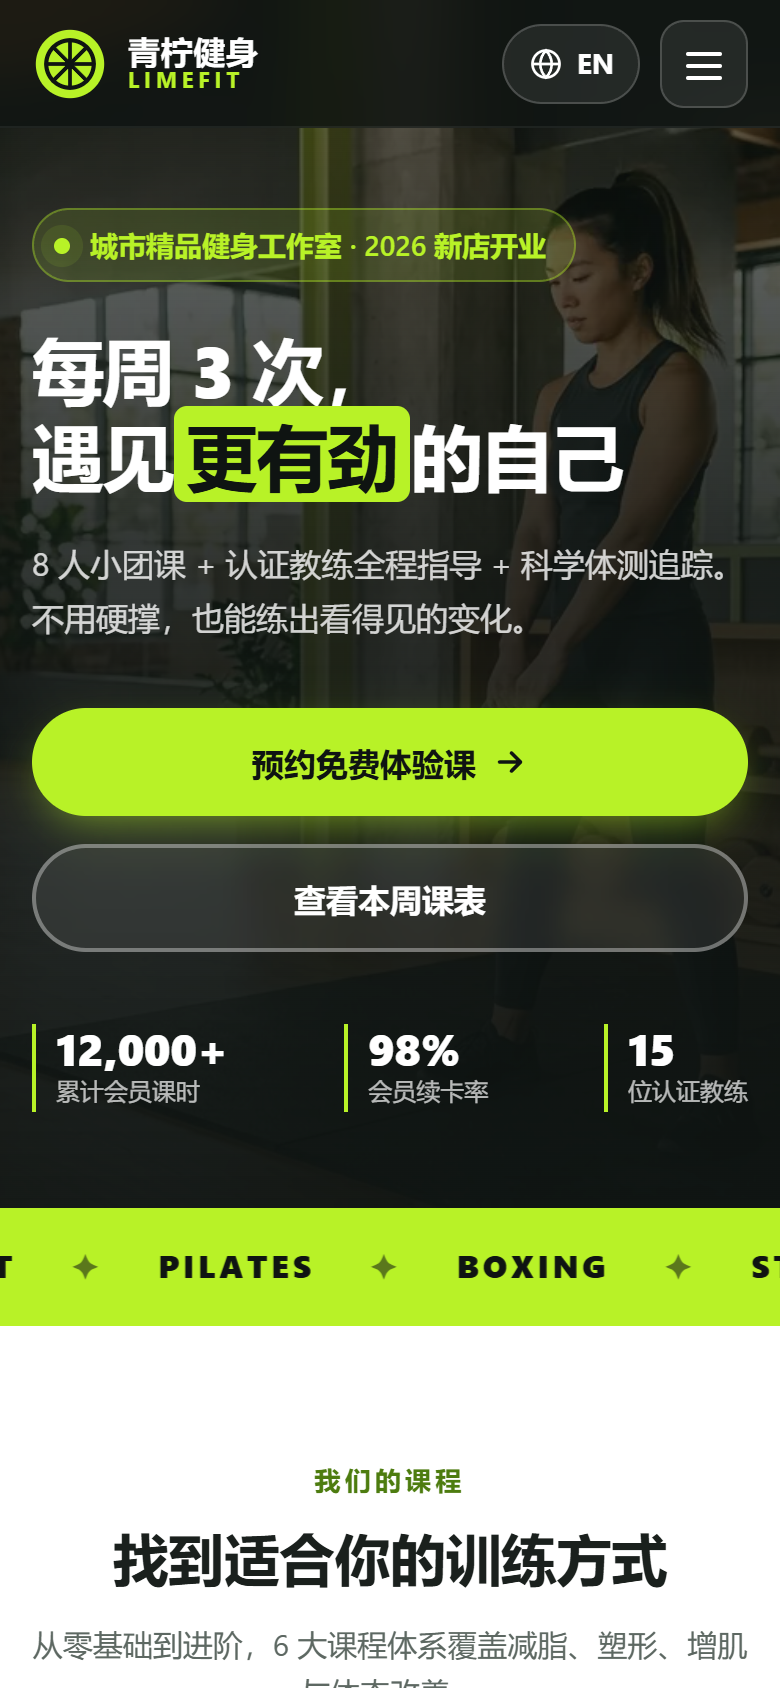 青柠健身
LIMEFIT
EN
城市精品健身工作室 · 2026 新店开业
每周 3 次，
遇见更有劲的自己
8 人小团课 + 认证教练全程指导 + 科学体测追踪。
不用硬撑，也能练出看得见的变化。
预约免费体验课 →
查看本周课表
12,000+ 98% 15
累计会员课时 会员续卡率 位认证教练
T ✦ PILATES ✦ BOXING ✦ ST
我们的课程
找到适合你的训练方式
从零基础到进阶，6 大课程体系覆盖减脂、塑形、增肌